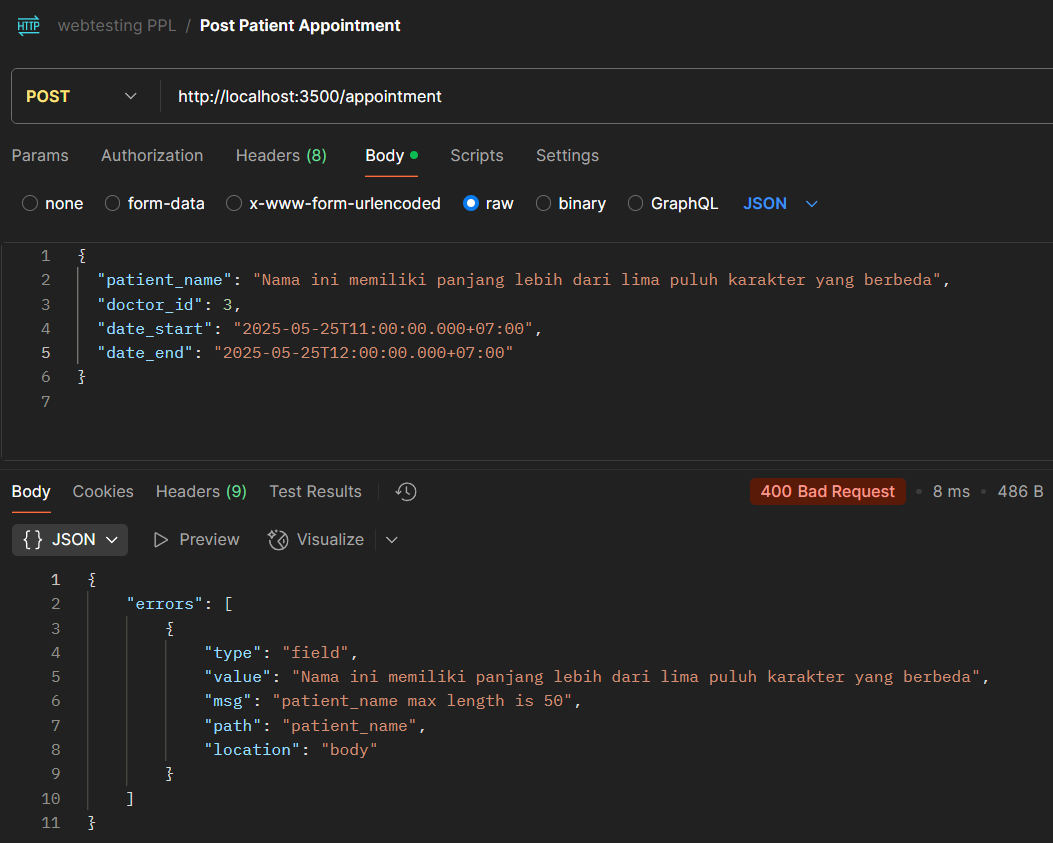 HTTP webtesting PPL / Post Patient Appointment
POST http://localhost:3500/appointment
Params Authorization Headers (8) Body Scripts Settings
none form-data x-www-form-urlencoded raw binary GraphQL JSON
1 {
2 "patient_name": "Nama ini memiliki panjang lebih dari lima puluh karakter yang berbeda",
3 "doctor_id": 3,
4 "date_start": "2025-05-25T11:00:00.000+07:00",
5 "date_end": "2025-05-25T12:00:00.000+07:00"
6 }
7
Body Cookies Headers (9) Test Results 400 Bad Request 8 ms 486 B
{} JSON Preview Visualize
1 {
2 "errors": [
3 {
4 "type": "field",
5 "value": "Nama ini memiliki panjang lebih dari lima puluh karakter yang berbeda",
6 "msg": "patient_name max length is 50",
7 "path": "patient_name",
8 "location": "body"
9 }
10 ]
11 }